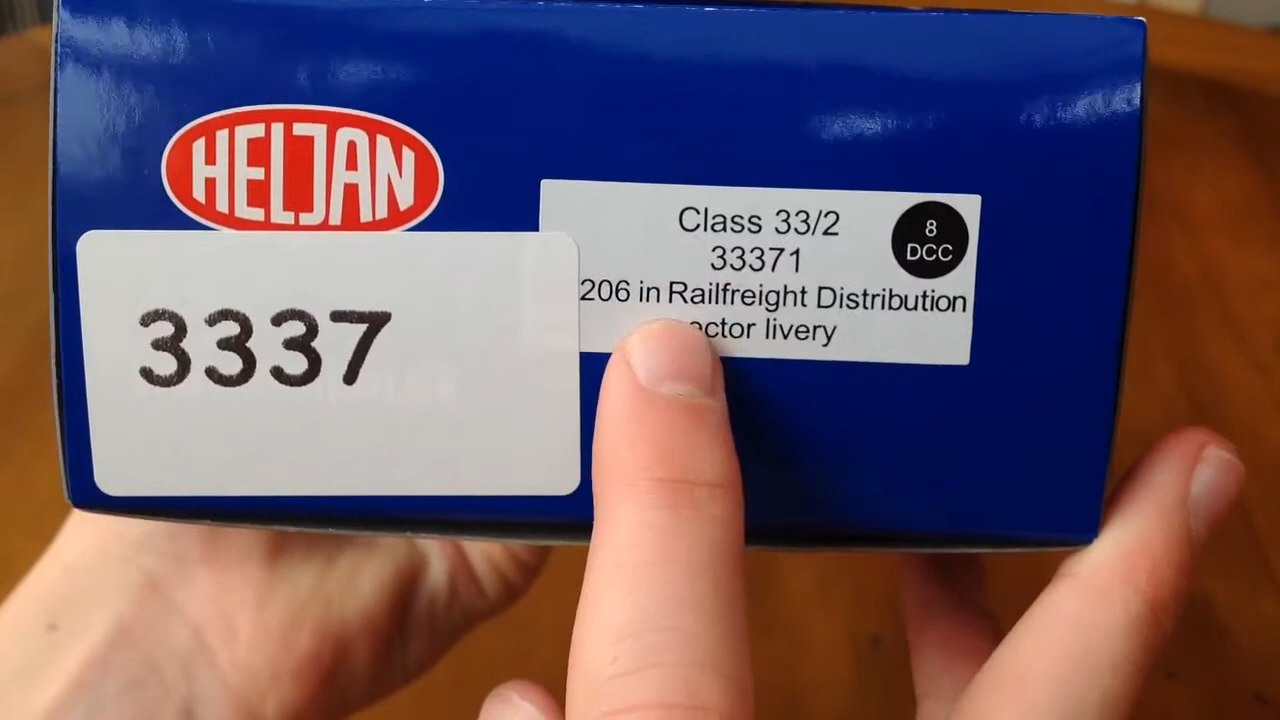 HELJAN
3337
Class 33/2
33371
206 in Railfreight Distribution
ector livery
8
DCC